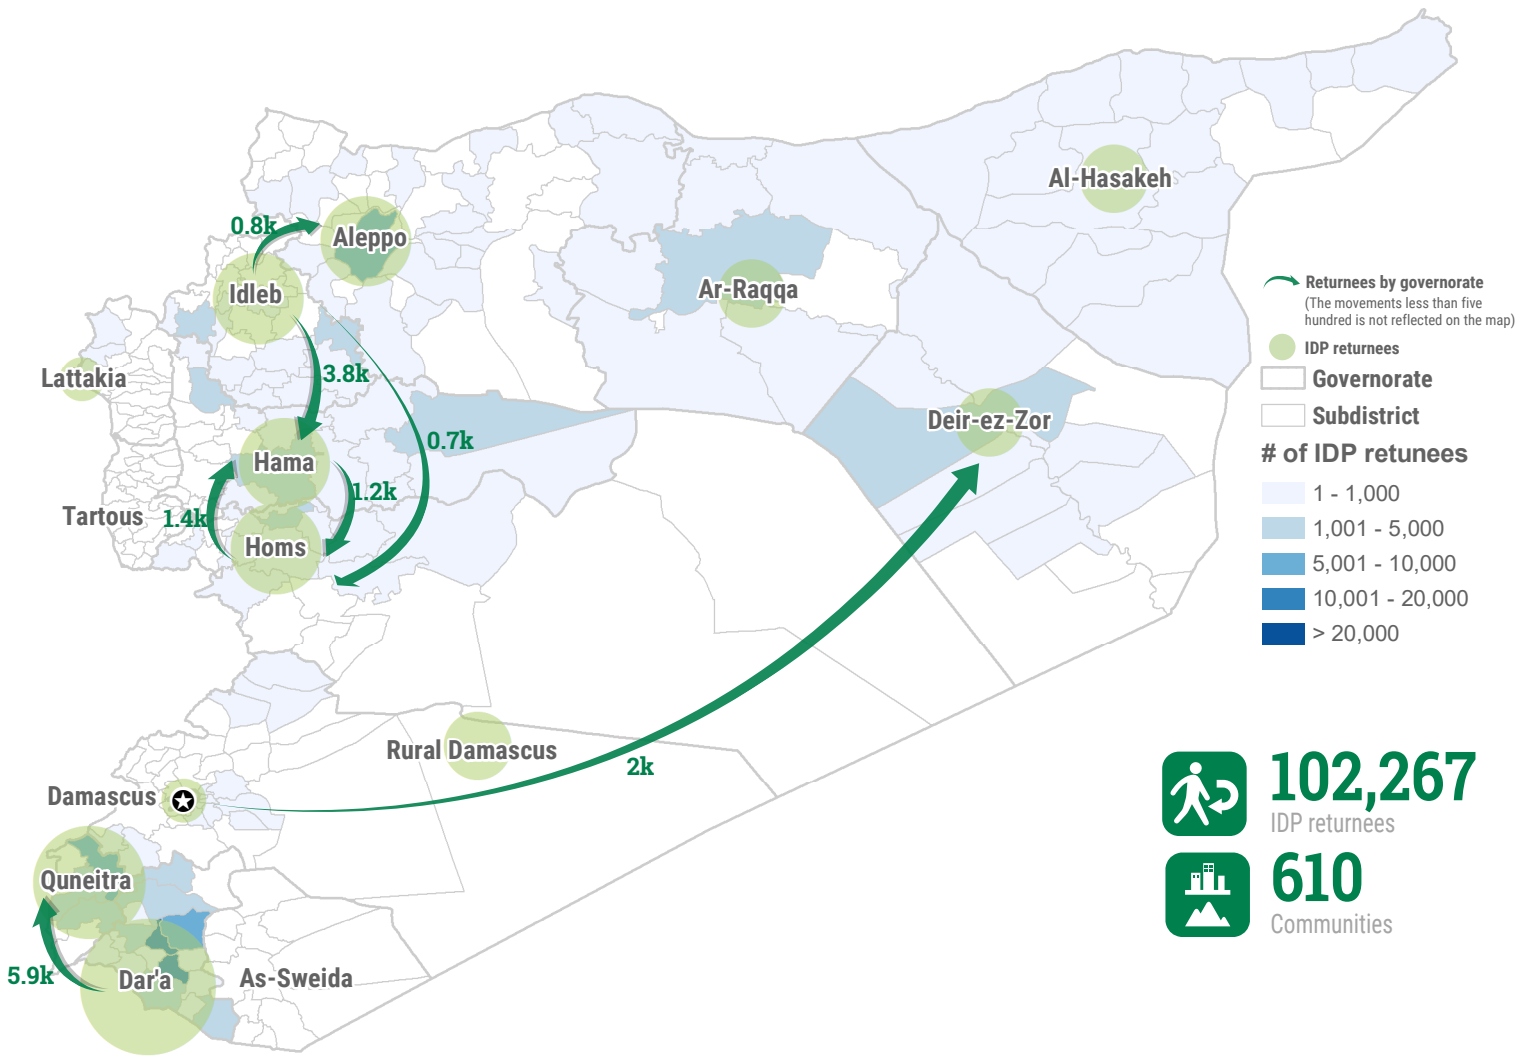 Al-Hasakeh
0.8k
Aleppo
Idleb
Ar-Raqqa
Returnees by governorate
(The movements less than five
hundred is not reflected on the map)
IDP returnees
Lattakia
3.8k
Governorate
Subdistrict
Deir-ez-Zor
0.7k
# of IDP retunees
Hama
1.2k
1 - 1,000
Tartous
1.4k
1,001 - 5,000
Homs
5,001 - 10,000
10,001 - 20,000
> 20,000
Rural Damascus
2k
Damascus
102,267
IDP returnees
Quneitra
610
Communities
5.9k
Dar'a
As-Sweida